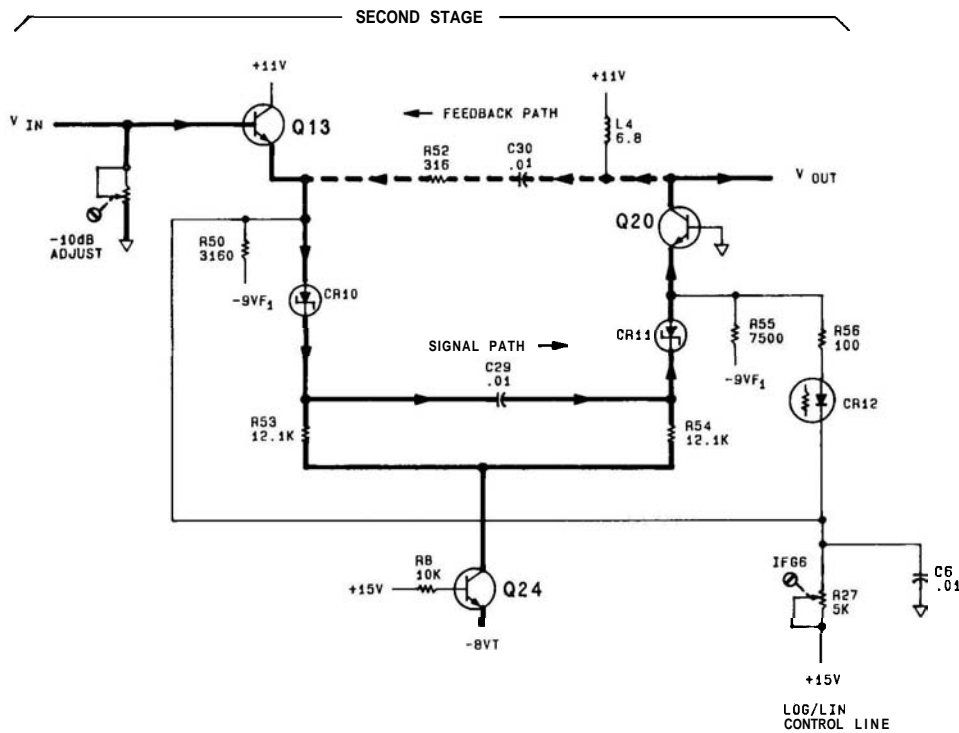 SECOND STAGE
+11V
+11V
V IN
Q13
← FEEDBACK PATH
L4
6.8
R52
316
C30
.01
V OUT
Q20
-10dB
ADJUST
R50
3160
-9VF1
CR10
CR11
R55
7500
-9VF1
R56
100
SIGNAL PATH →
C29
.01
CR12
R53
12.1K
R54
12.1K
R8
10K
+15V
Q24
-8VT
IFG6
R27
5K
C6
.01
+15V
LOG/LIN
CONTROL LINE